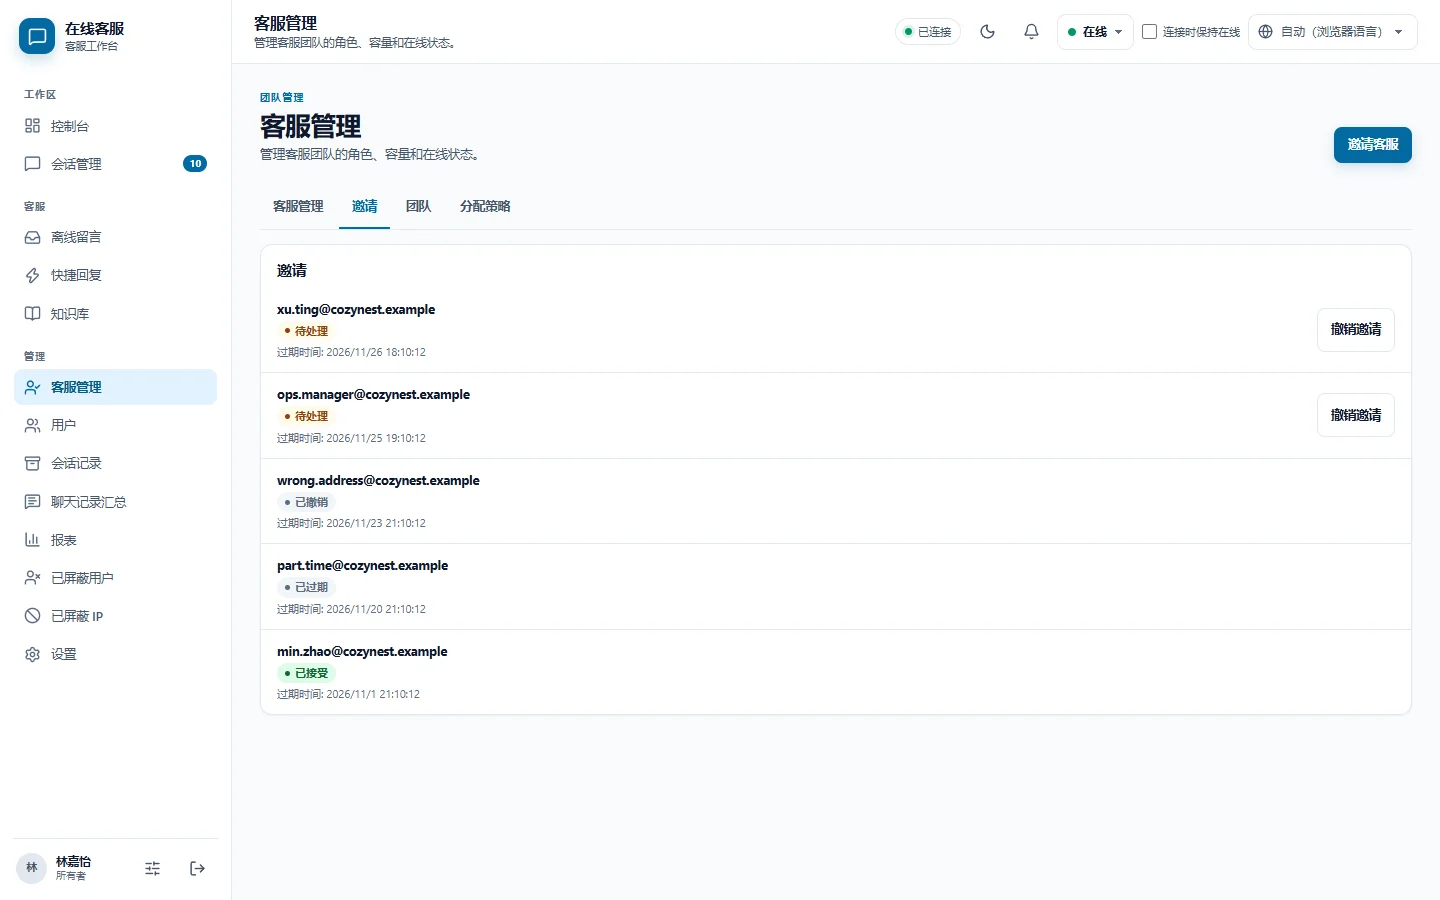 在线客服
客服工作台
工作区
控制台
会话管理
10
客服
离线留言
快捷回复
知识库
管理
客服管理
用户
会话记录
聊天记录汇总
报表
已屏蔽用户
已屏蔽 IP
设置
林
林嘉怡
所有者
客服管理
管理客服团队的角色、容量和在线状态。
已连接
在线
连接时保持在线
自动（浏览器语言）
团队管理
客服管理
管理客服团队的角色、容量和在线状态。
邀请客服
客服管理
邀请
团队
分配策略
邀请
xu.ting@cozynest.example
待处理
过期时间: 2026/11/26 18:10:12
撤销邀请
ops.manager@cozynest.example
待处理
过期时间: 2026/11/25 19:10:12
撤销邀请
wrong.address@cozynest.example
已撤销
过期时间: 2026/11/23 21:10:12
part.time@cozynest.example
已过期
过期时间: 2026/11/20 21:10:12
min.zhao@cozynest.example
已接受
过期时间: 2026/11/1 21:10:12